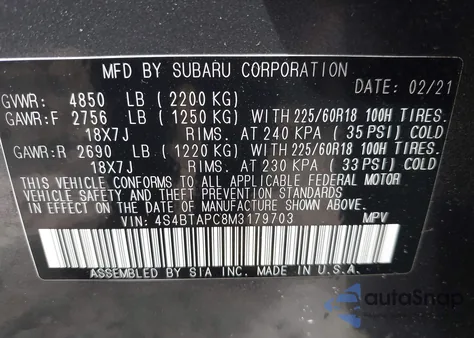 MFD BY SUBARU CORPORATION
DATE: 02/21
GVWR: 4850 LB (2200 KG)
GAWR:F 2756 LB (1250 KG) WITH 225/60R18 100H TIRES.
18X7J RIMS. AT 240 KPA (35 PSI) COLD
GAWR:R 2690 LB (1220 KG) WITH 225/60R18 100H TIRES.
18X7J RIMS. AT 230 KPA (33 PSI) COLD
THIS VEHICLE CONFORMS TO ALL APPLICABLE FEDERAL MOTOR
VEHICLE SAFETY AND BUMPER STANDARDS IN EFFECT ON THE
DATE OF MANUFACTURE SHOWN ABOVE.
VIN: 4S4BTAPC8M3179703 MPV
ASSEMBLED BY SIA INC. MADE IN U.S.A.
autoSnap